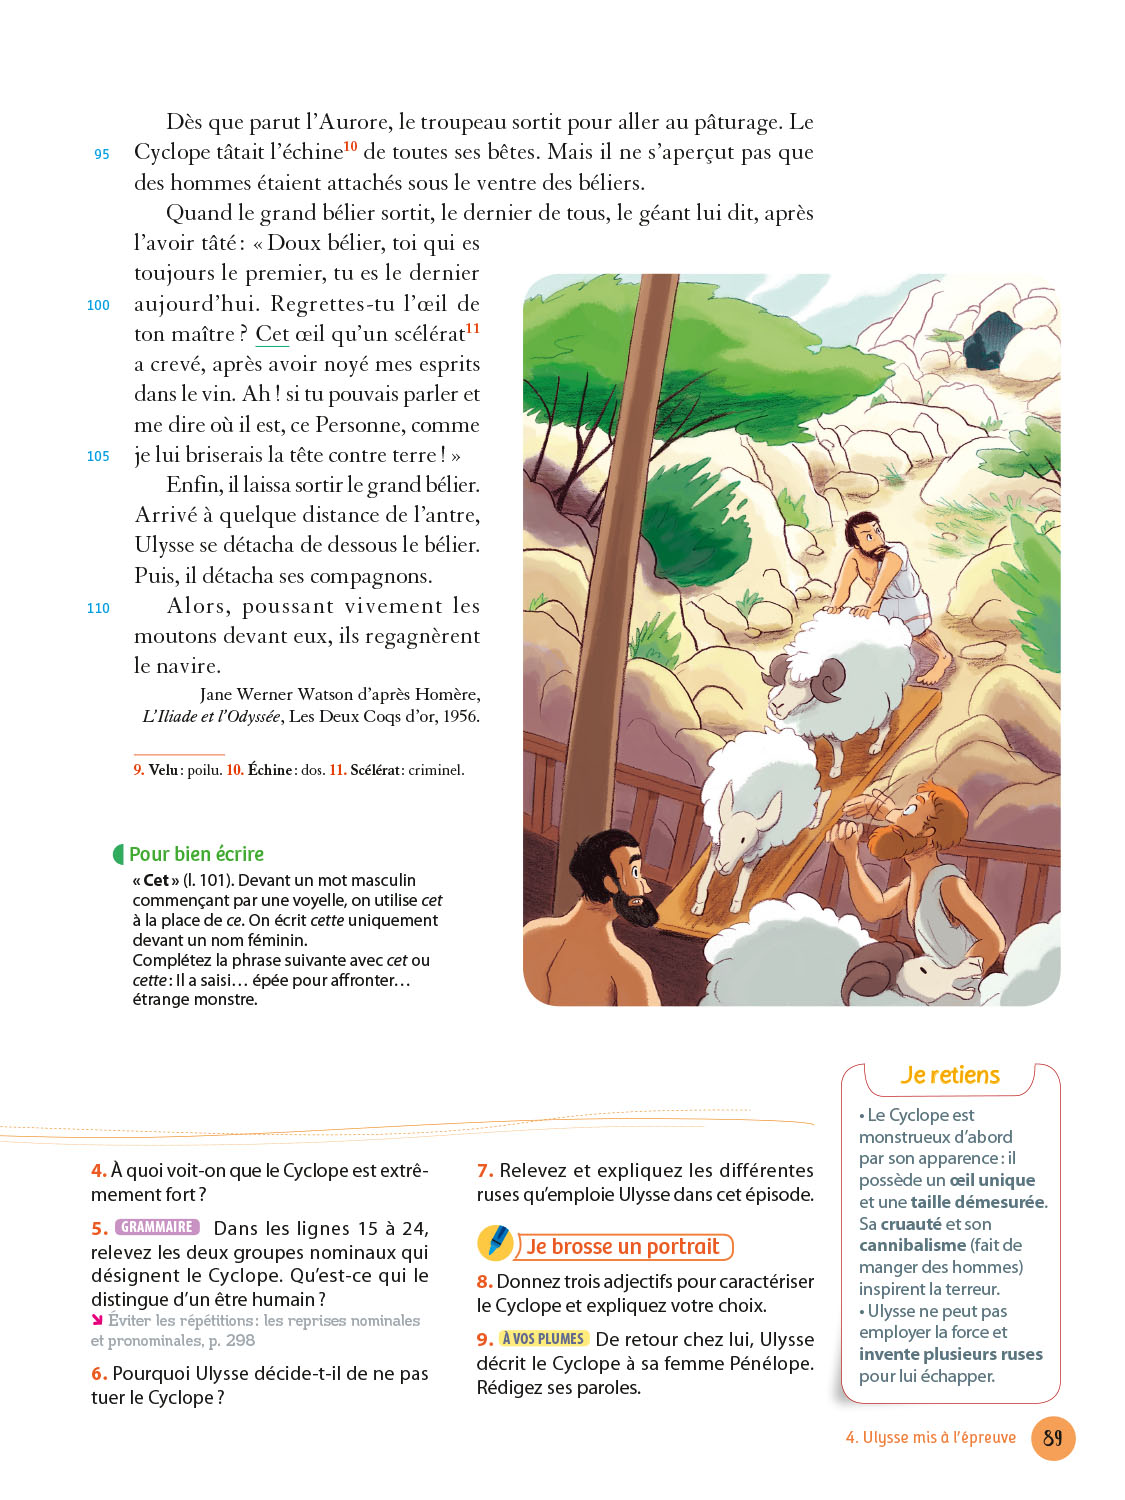 Dès que parut l'Aurore, le troupeau sortit pour aller au pâturage. Le
95 Cyclope tâtait l'échine10 de toutes ses bêtes. Mais il ne s'aperçut pas que
des hommes étaient attachés sous le ventre des béliers.
Quand le grand bélier sortit, le dernier de tous, le géant lui dit, après
l'avoir tâté : « Doux bélier, toi qui es
toujours le premier, tu es le dernier
100 aujourd'hui. Regrettes-tu l'œil de
ton maître ? Cet œil qu'un scélérat11
a crevé, après avoir noyé mes esprits
dans le vin. Ah ! si tu pouvais parler et
me dire où il est, ce Personne, comme
105 je lui briserais la tête contre terre ! »
Enfin, il laissa sortir le grand bélier.
Arrivé à quelque distance de l'antre,
Ulysse se détacha de dessous le bélier.
Puis, il détacha ses compagnons.
110 Alors, poussant vivement les
moutons devant eux, ils regagnèrent
le navire.
Jane Werner Watson d'après Homère,
L'Iliade et l'Odyssée, Les Deux Coqs d'or, 1956.
9. Velu : poilu. 10. Échine : dos. 11. Scélérat : criminel.
Pour bien écrire
« Cet » (l. 101). Devant un mot masculin
commençant par une voyelle, on utilise cet
à la place de ce. On écrit cette uniquement
devant un nom féminin.
Complétez la phrase suivante avec cet ou
cette : Il a saisi… épée pour affronter…
étrange monstre.
4. À quoi voit-on que le Cyclope est extrê-
mement fort ?
5. GRAMMAIRE Dans les lignes 15 à 24,
relevez les deux groupes nominaux qui
désignent le Cyclope. Qu'est-ce qui le
distingue d'un être humain ?
Éviter les répétitions : les reprises nominales
et pronominales, p. 298
6. Pourquoi Ulysse décide-t-il de ne pas
tuer le Cyclope ?
7. Relevez et expliquez les différentes
ruses qu'emploie Ulysse dans cet épisode.
Je brosse un portrait
8. Donnez trois adjectifs pour caractériser
le Cyclope et expliquez votre choix.
9. À VOS PLUMES De retour chez lui, Ulysse
décrit le Cyclope à sa femme Pénélope.
Rédigez ses paroles.
Je retiens
• Le Cyclope est
monstrueux d'abord
par son apparence : il
possède un œil unique
et une taille démesurée.
Sa cruauté et son
cannibalisme (fait de
manger des hommes)
inspirent la terreur.
• Ulysse ne peut pas
employer la force et
invente plusieurs ruses
pour lui échapper.
4. Ulysse mis à l'épreuve 89